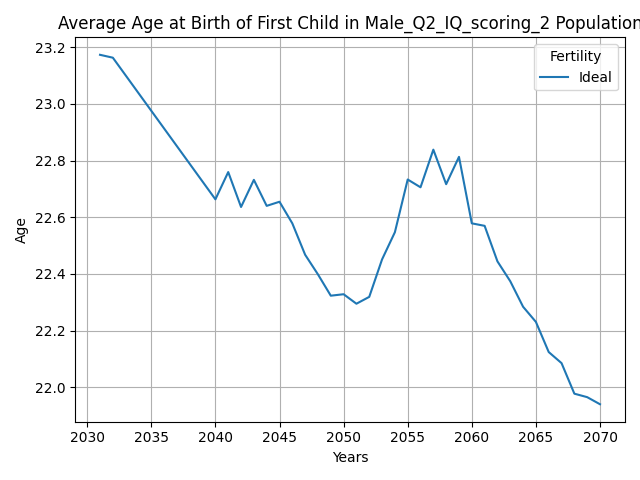 Average Age at Birth of First Child in Male_Q2_IQ_scoring_2 Population
Fertility
Ideal
23.2
23.0
22.8
22.6
22.4
22.2
22.0
Age
2030 2035 2040 2045 2050 2055 2060 2065 2070
Years